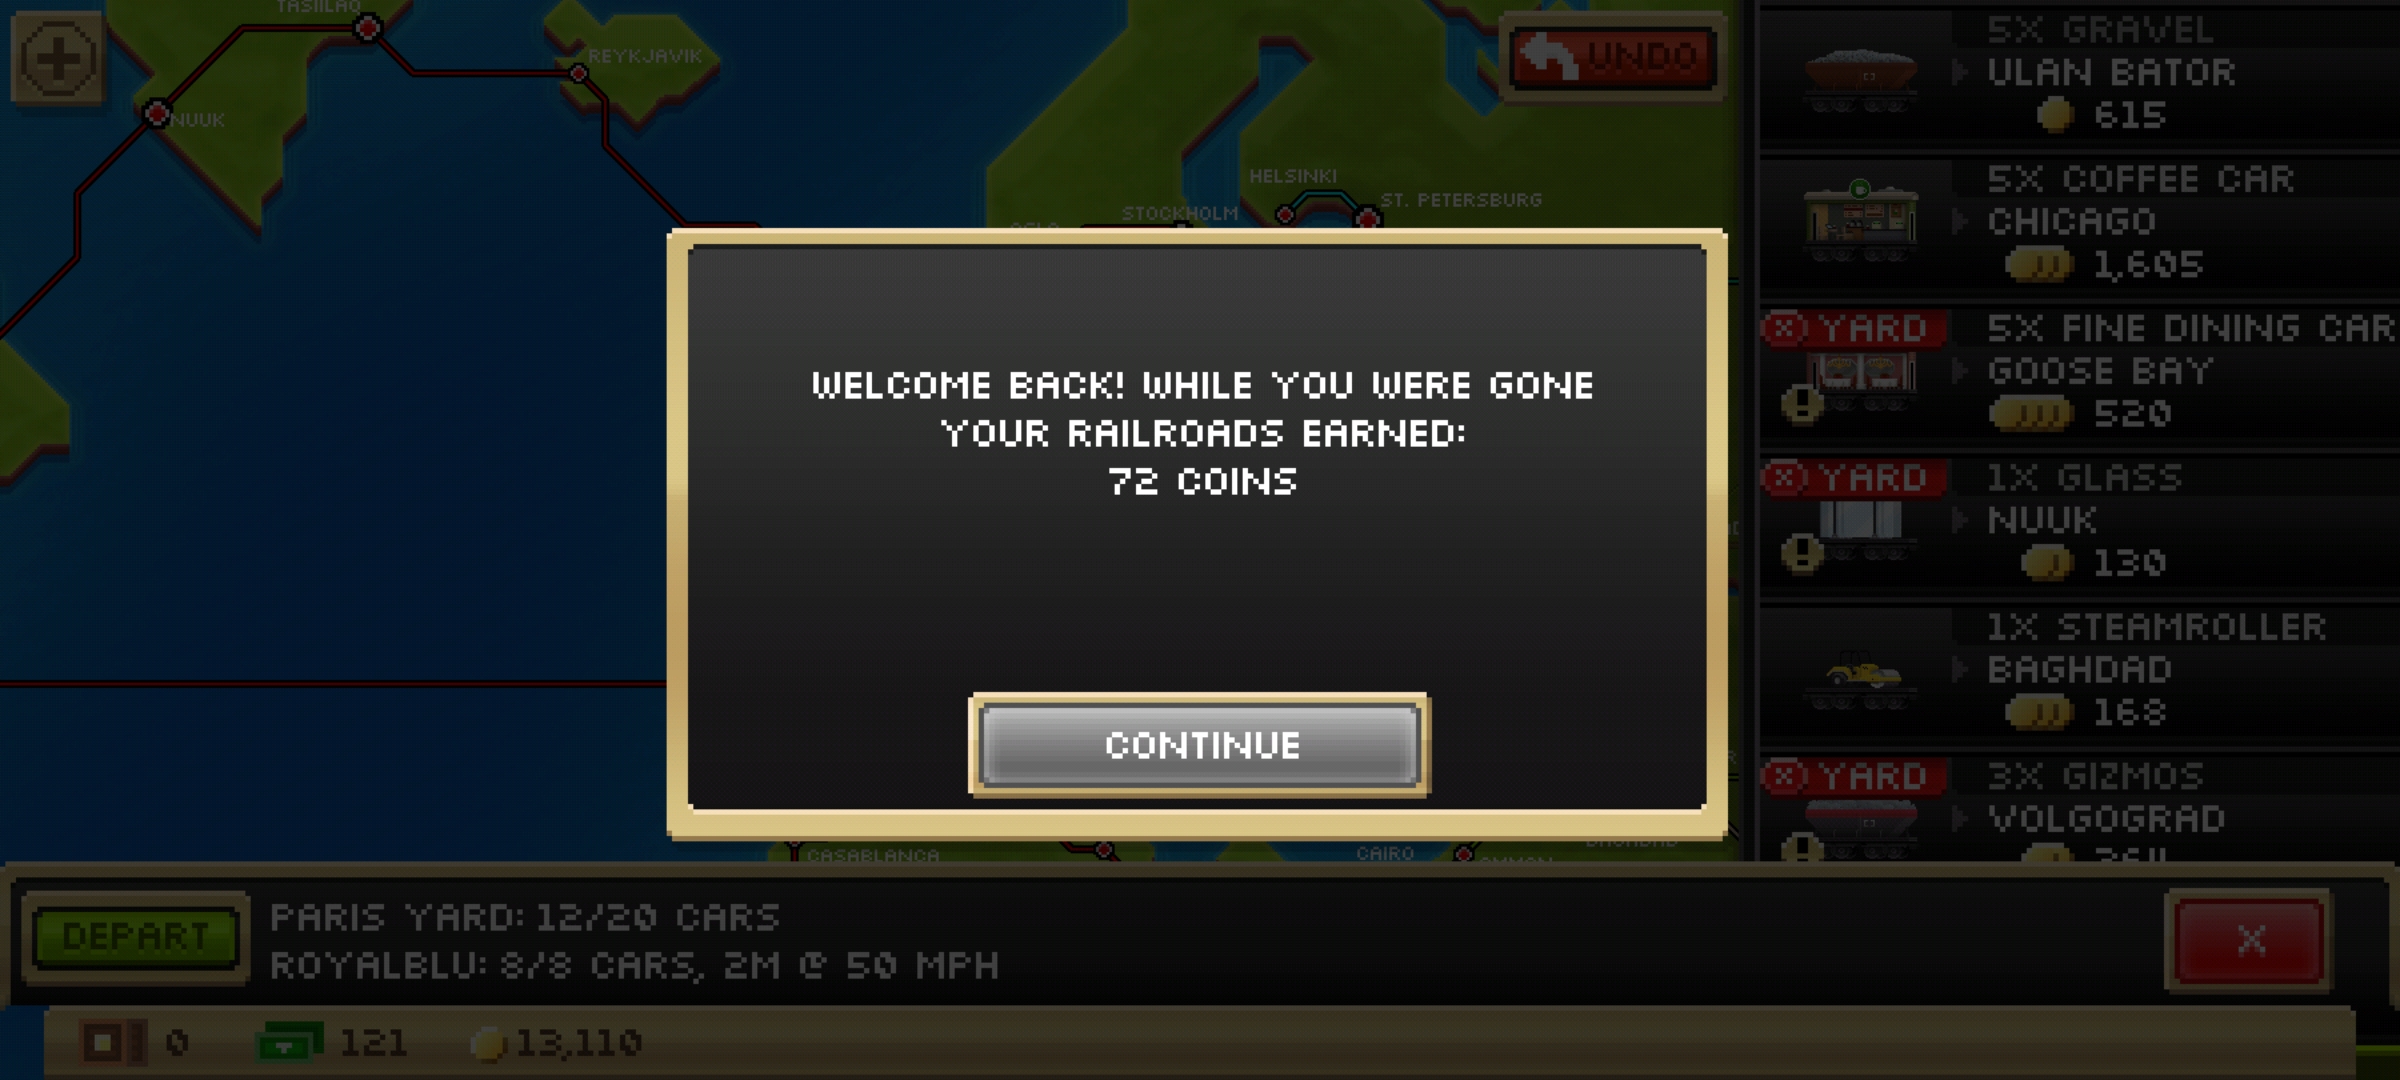 TASIILAQ
REYKJAVIK
NUUK
UNDO
HELSINKI
ST. PETERSBURG
STOCKHOLM
OSLO
5X GRAVEL
ULAN BATOR
615
5X COFFEE CAR
CHICAGO
1,605
YARD
5X FINE DINING CAR
GOOSE BAY
520
YARD
1X GLASS
NUUK
130
1X STEAMROLLER
BAGHDAD
168
YARD
3X GIZMOS
VOLGOGRAD
WELCOME BACK! WHILE YOU WERE GONE
YOUR RAILROADS EARNED:
72 COINS
CONTINUE
CASABLANCA
CAIRO
AMMAN
BAGHDAD
DEPART
PARIS YARD: 12/20 CARS
ROYALBLU: 8/8 CARS, 2M @ 50 MPH
X
0
121
13,110